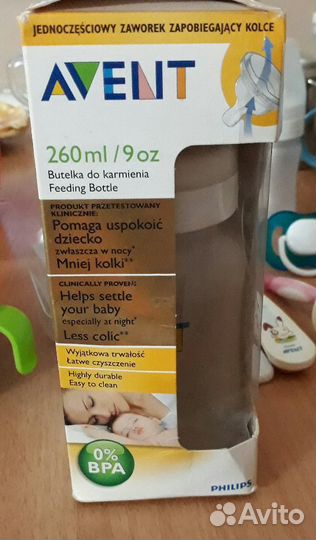 JEDNOCZĘŚCIOWY ZAWOREK ZAPOBIEGAJĄCY KOLCE
AVENT
260ml/9oz
Butelka do karmienia
Feeding Bottle
PRODUKT PRZETESTOWANY
KLINICZNIE:
Pomaga uspokoić
dziecko
zwłaszcza w nocy*
Mniej kolki**
CLINICALLY PROVEN:
Helps settle
your baby
especially at night*
Less colic**
Wyjątkowa trwałość
Łatwe czyszczenie
Highly durable
Easy to clean
0%
BPA
PHILIPS
AVENT
Avito